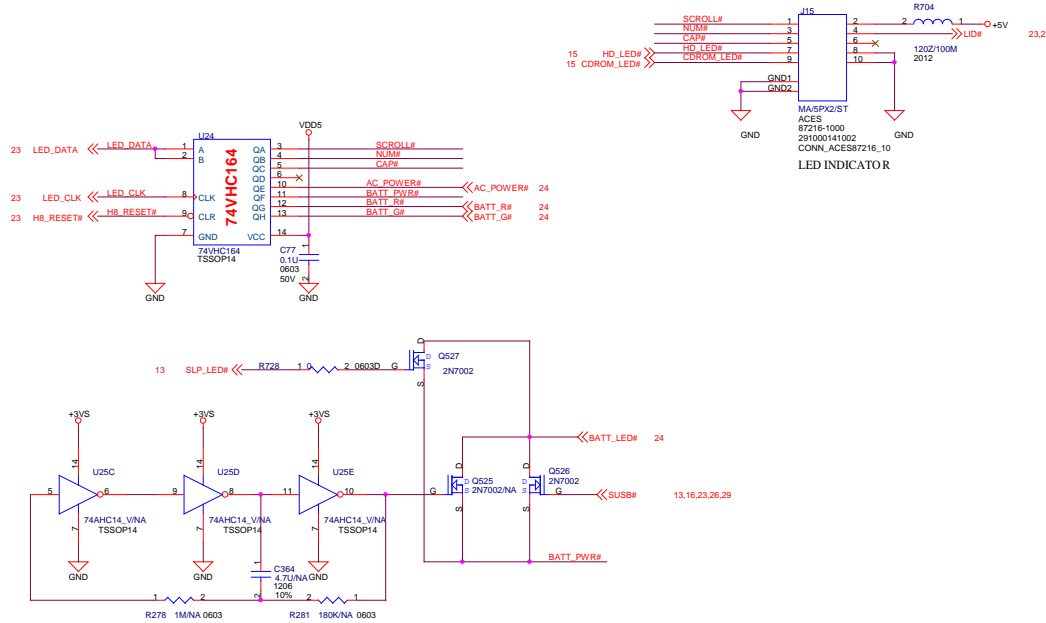 J15
R704
SCROLL# 1 2 2 1 +5V
NUM# 3 4 LID# 23,2
CAP# 5 6 120Z/100M
15 HD_LED# HD_LED# 7 8 2012
15 CDROM_LED# CDROM_LED# 9 10
GND1
GND2
GND GND
MA/5PX2/ST
ACES
87216-1000
291000141002
CONN_ACES87216_10
LED INDICATOR
VDD5
U24
74VHC164
23 LED_DATA LED_DATA 1 A QA 3 SCROLL#
2 B QB 4 NUM#
QC 5 CAP#
QD 6
QE 10 AC_POWER# AC_POWER# 24
23 LED_CLK LED_CLK 8 CLK QF 11 BATT_PWR#
QG 12 BATT_R# BATT_R# 24
23 H8_RESET# H8_RESET# 9 CLR QH 13 BATT_G# BATT_G# 24
7 GND VCC 14
74VHC164
TSSOP14
C77
0.1U
0603
50V
1
2
GND GND
13 SLP_LED# R728 1 0 2 0603D G D S D S Q527
2N7002
+3VS +3VS +3VS
BATT_LED# 24
14 14 14
U25C U25D U25E
5 6 9 8 11 10
74AHC14_V/NA 74AHC14_V/NA 74AHC14_V/NA
TSSOP14 TSSOP14 TSSOP14
7 7 7
GND GND GND
G D S D S Q525
2N7002/NA
D S D S G Q526
2N7002
SUSB# 13,16,23,26,29
BATT_PWR#
1
C364
4.7U/NA
1206
10%
2
1 2 2 1
R278 1M/NA 0603 R281 180K/NA 0603